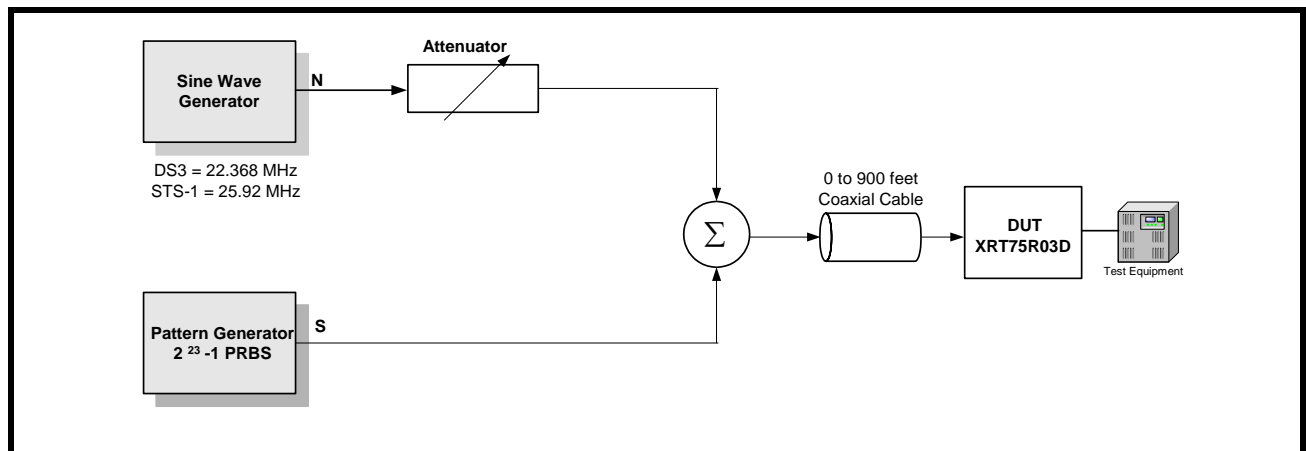 Attenuator
Sine Wave
Generator
N
DS3 = 22.368 MHz
STS-1 = 25.92 MHz
0 to 900 feet
Coaxial Cable
Σ
DUT
XRT75R03D
Test Equipment
Pattern Generator
2 ²³ -1 PRBS
S